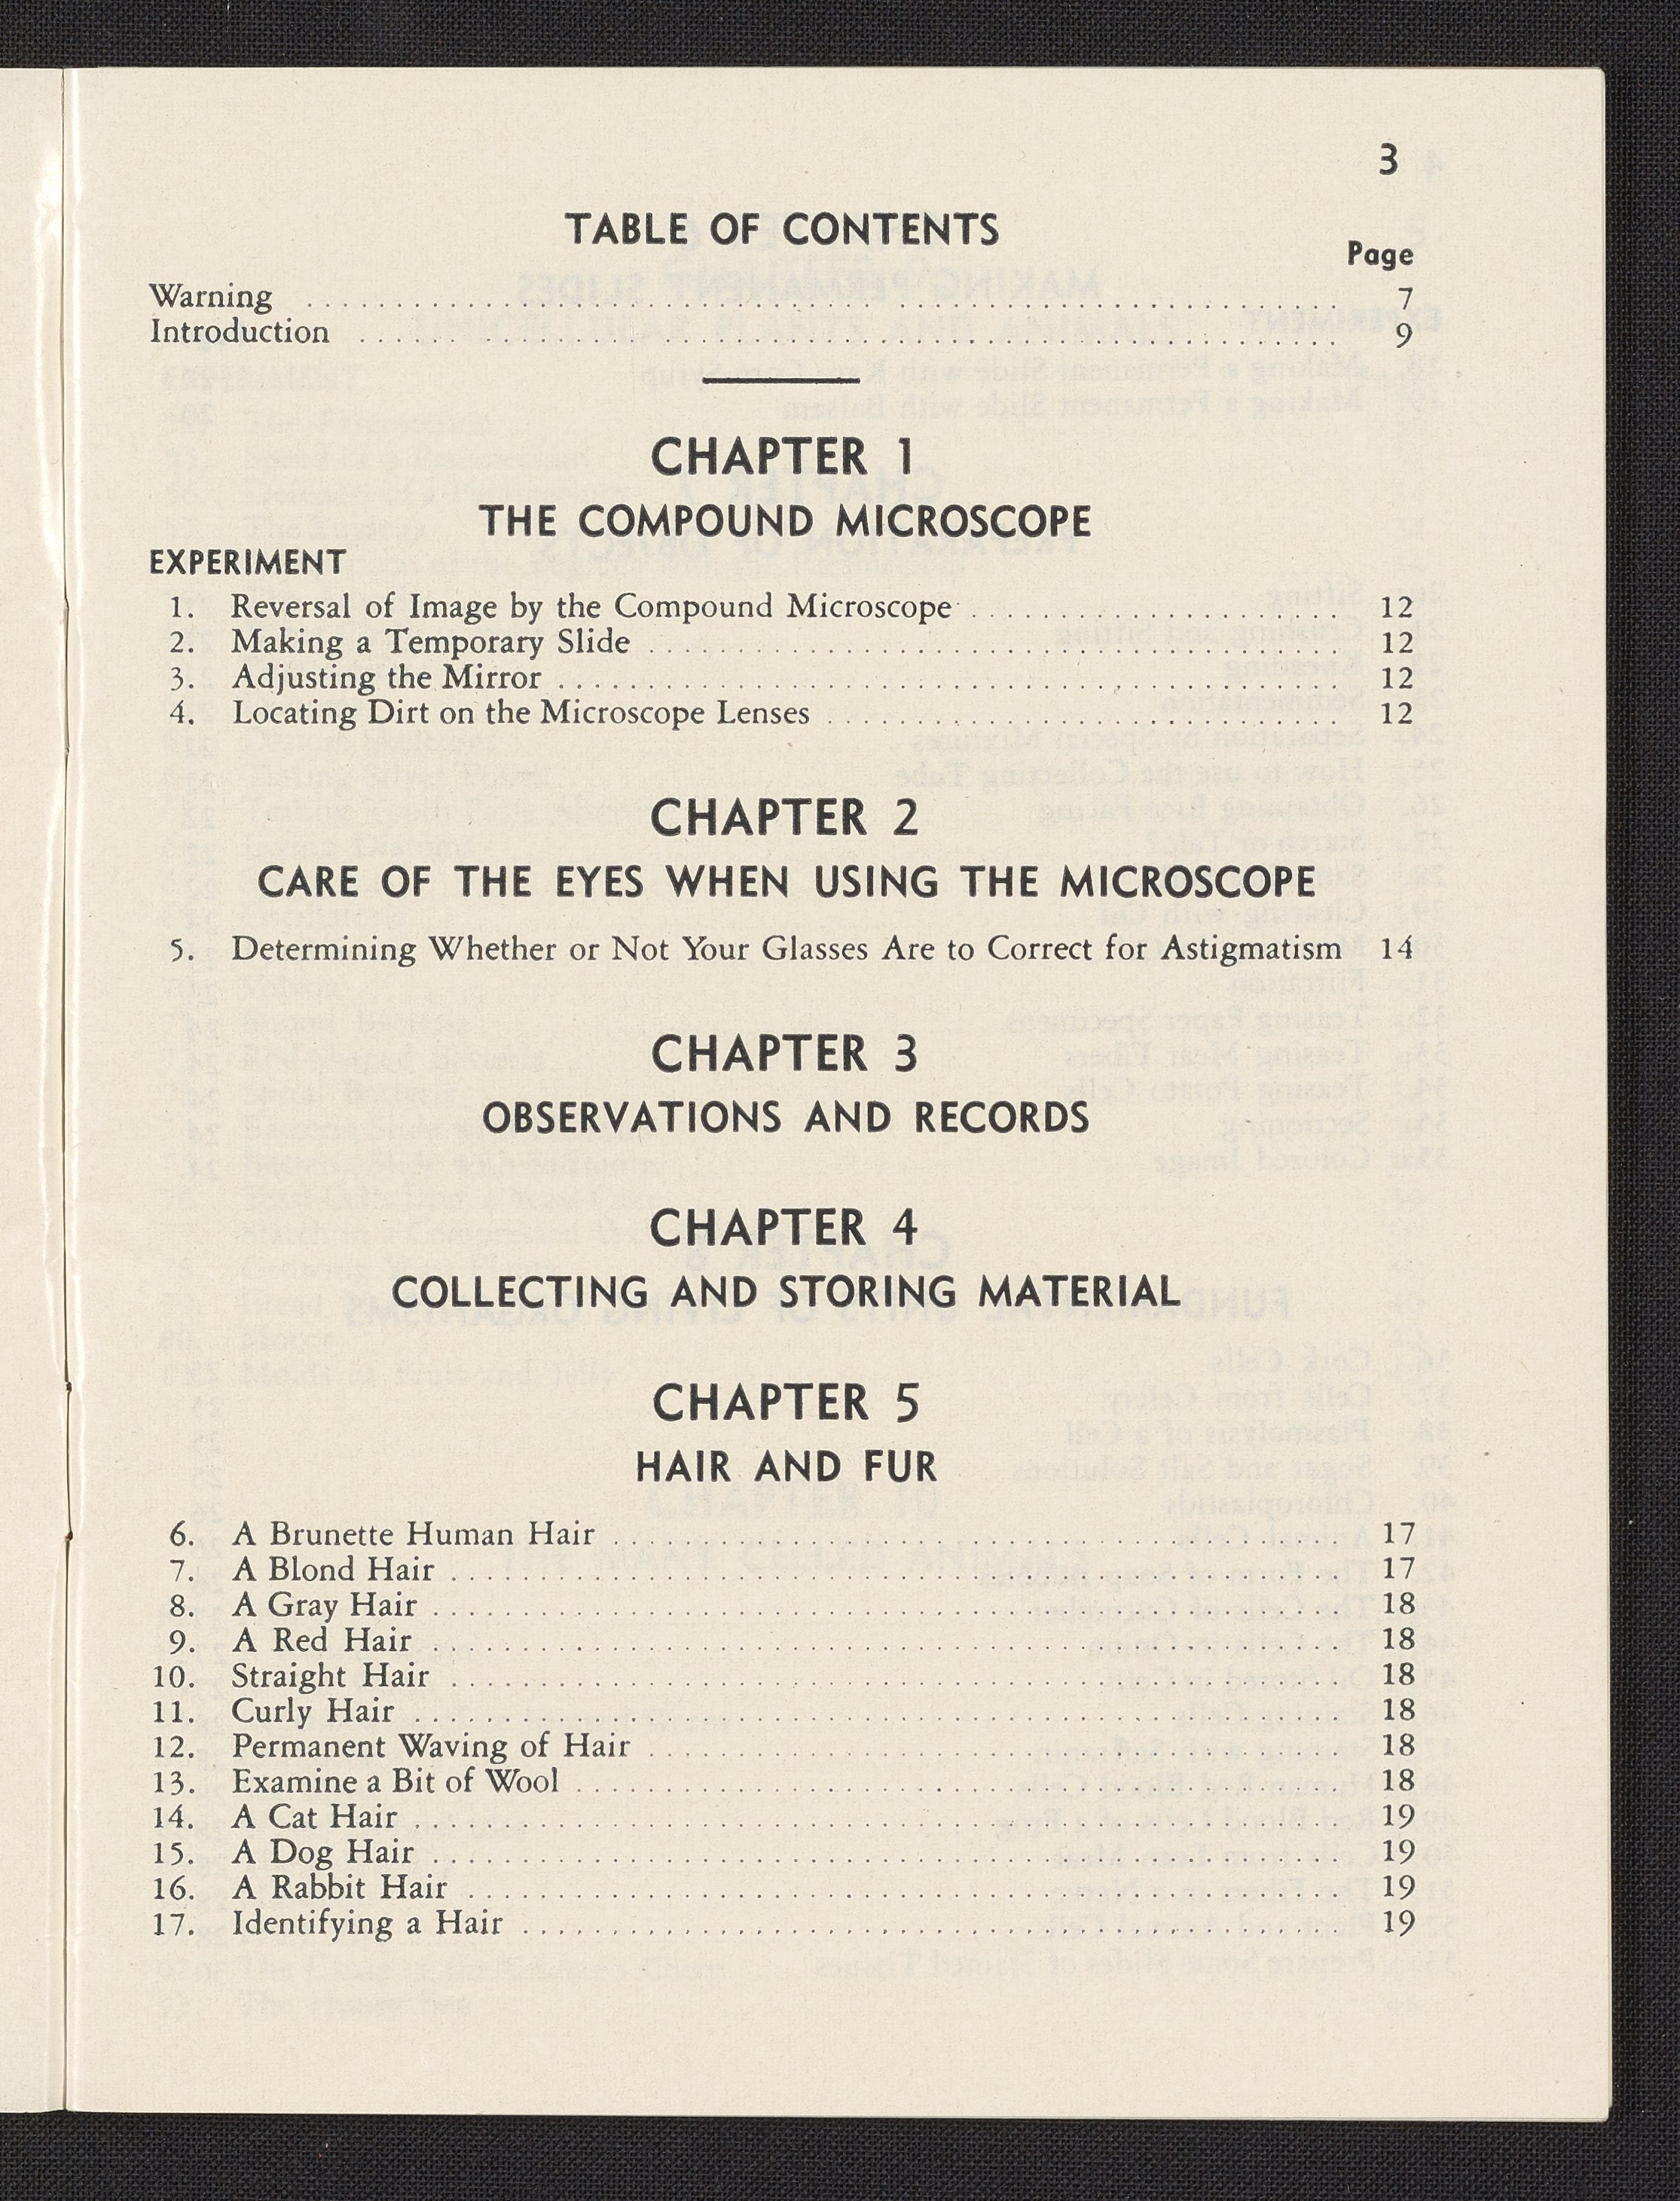 3
TABLE OF CONTENTS
Page
Warning ........................................ 7
Introduction ........................................ 9
CHAPTER 1
THE COMPOUND MICROSCOPE
EXPERIMENT
1. Reversal of Image by the Compound Microscope .................... 12
2. Making a Temporary Slide .................... 12
3. Adjusting the Mirror .................... 12
4. Locating Dirt on the Microscope Lenses .................... 12
CHAPTER 2
CARE OF THE EYES WHEN USING THE MICROSCOPE
5. Determining Whether or Not Your Glasses Are to Correct for Astigmatism 14
CHAPTER 3
OBSERVATIONS AND RECORDS
CHAPTER 4
COLLECTING AND STORING MATERIAL
CHAPTER 5
HAIR AND FUR
6. A Brunette Human Hair .................... 17
7. A Blond Hair .................... 17
8. A Gray Hair .................... 18
9. A Red Hair .................... 18
10. Straight Hair .................... 18
11. Curly Hair .................... 18
12. Permanent Waving of Hair .................... 18
13. Examine a Bit of Wool .................... 18
14. A Cat Hair .................... 19
15. A Dog Hair .................... 19
16. A Rabbit Hair .................... 19
17. Identifying a Hair .................... 19